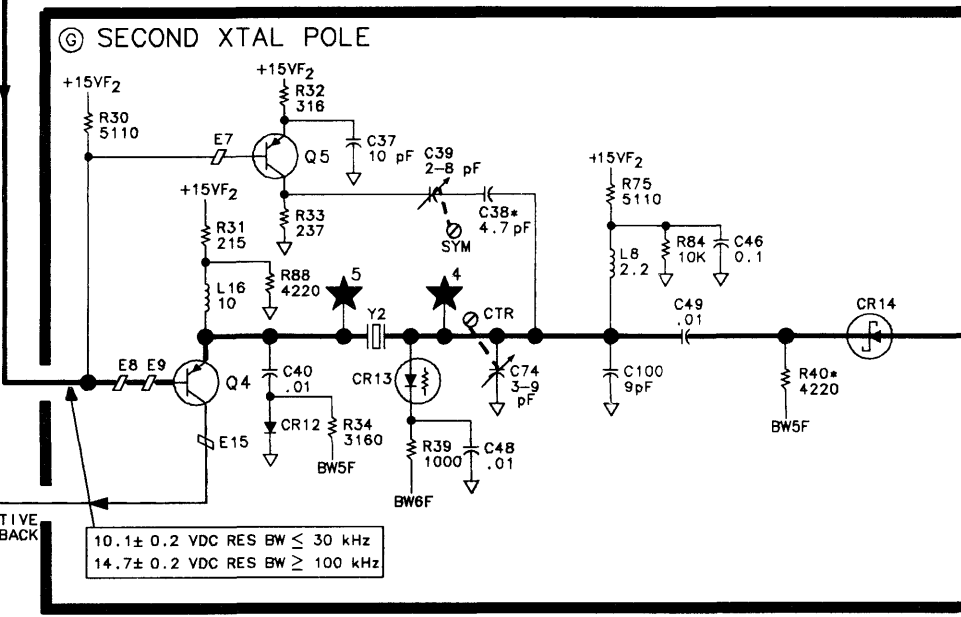 G SECOND XTAL POLE
+15VF2
R30
5110
+15VF2
R32
316
E7
Q5
C37
10 pF
C39
2-8 pF
C38*
4.7 pF
SYM
R33
237
+15VF2
R31
215
L16
10
R88
4220
5
Y2
4
CTR
+15VF2
R75
5110
L8
2.2
R84
10K
C46
0.1
C49
.01
CR14
E8 E9
Q4
E15
C40
.01
CR12
R34
3160
BW5F
CR13
R39
1000
BW6F
C48
.01
C74
3-9
pF
C100
9pF
R40*
4220
BW5F
TIVE
BACK
10.1± 0.2 VDC RES BW ≤ 30 kHz
14.7± 0.2 VDC RES BW ≥ 100 kHz